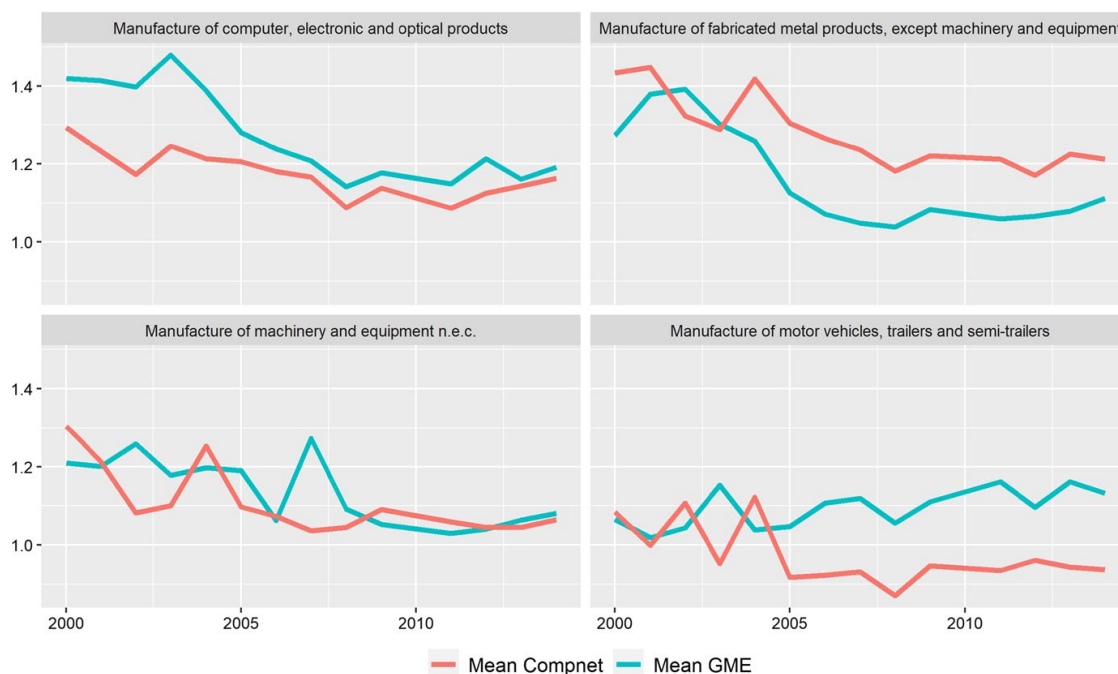 Manufacture of computer, electronic and optical products
Manufacture of fabricated metal products, except machinery and equipment
1.4
1.2
1.0
Manufacture of machinery and equipment n.e.c.
Manufacture of motor vehicles, trailers and semi-trailers
1.4
1.2
1.0
2000 2005 2010 2000 2005 2010
Mean Compnet Mean GME